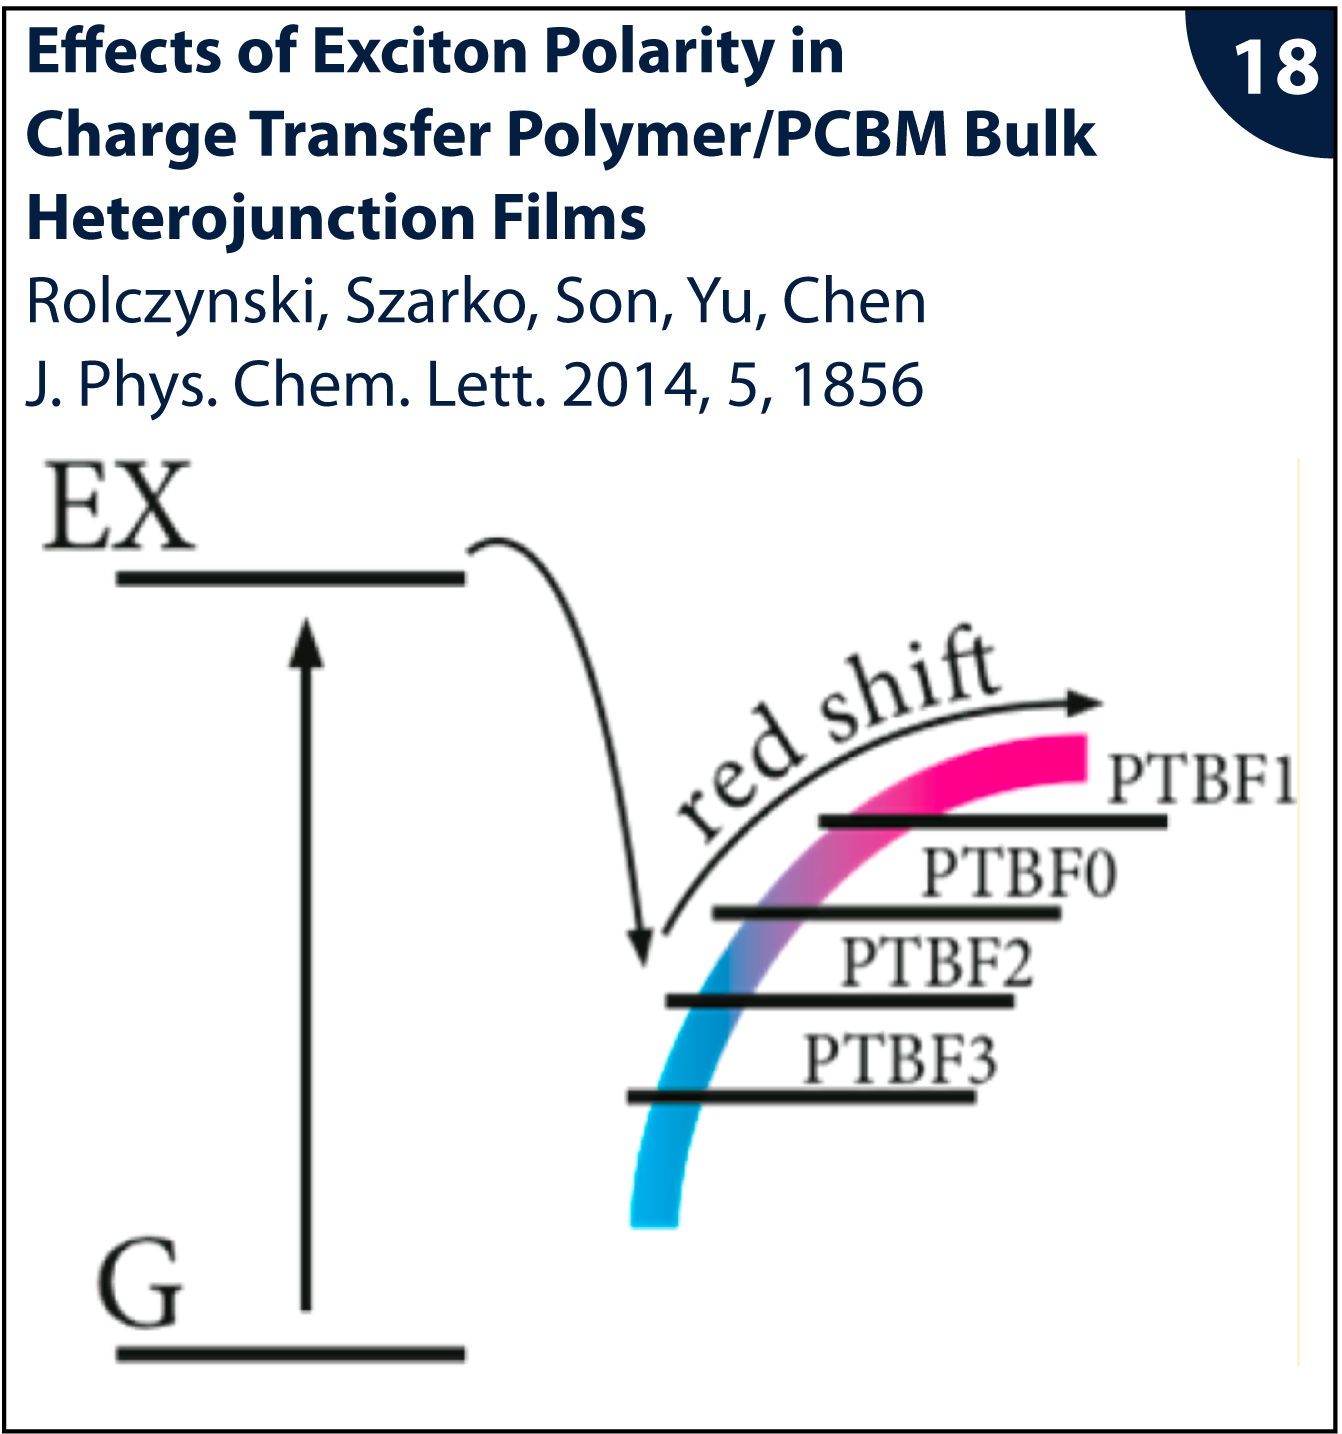 Effects of Exciton Polarity in
18
Charge Transfer Polymer/PCBM Bulk
Heterojunction Films
Rolczynski, Szarko, Son, Yu, Chen
J. Phys. Chem. Lett. 2014, 5, 1856
EX
red shift
PTBF1
PTBF0
PTBF2
PTBF3
G